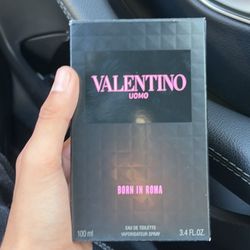 VALENTINO
UOMO
BORN IN ROMA
EAU DE TOILETTE
VAPORISATEUR SPRAY
100 ml
3.4 FL.OZ.